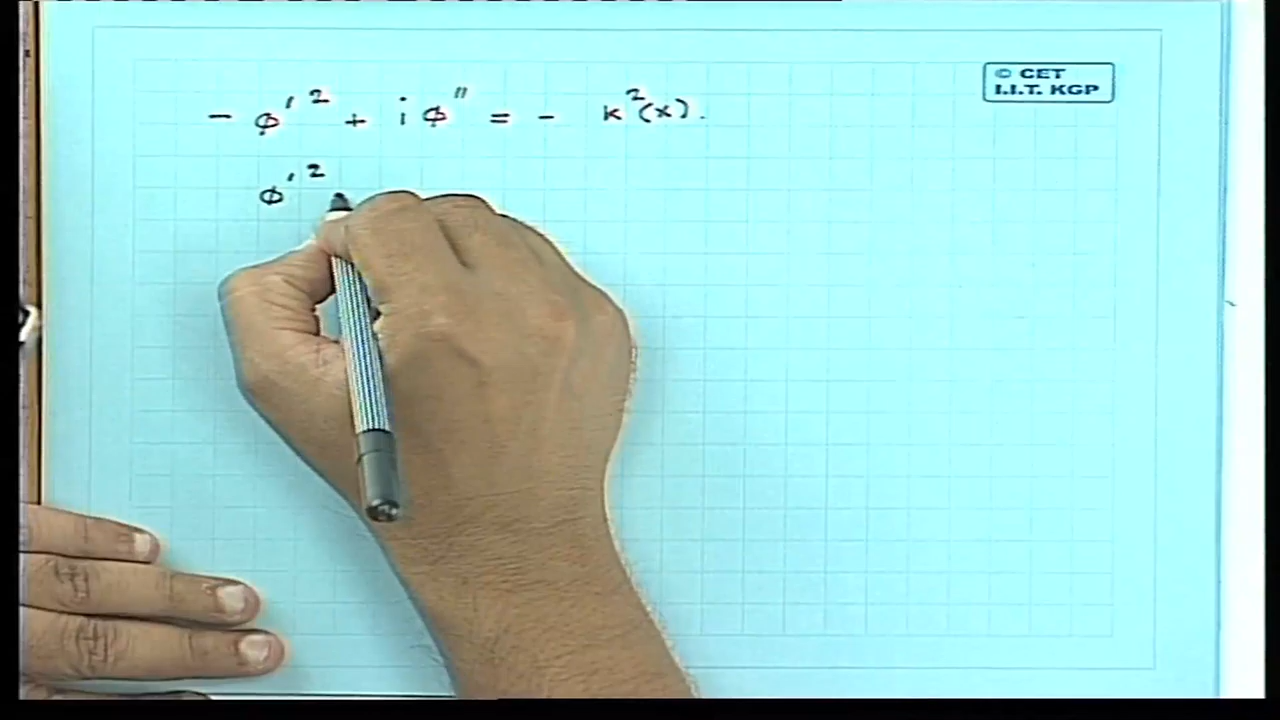 - φ'² + i φ" = - k²(x).
φ'²
© CET
I.I.T. KGP